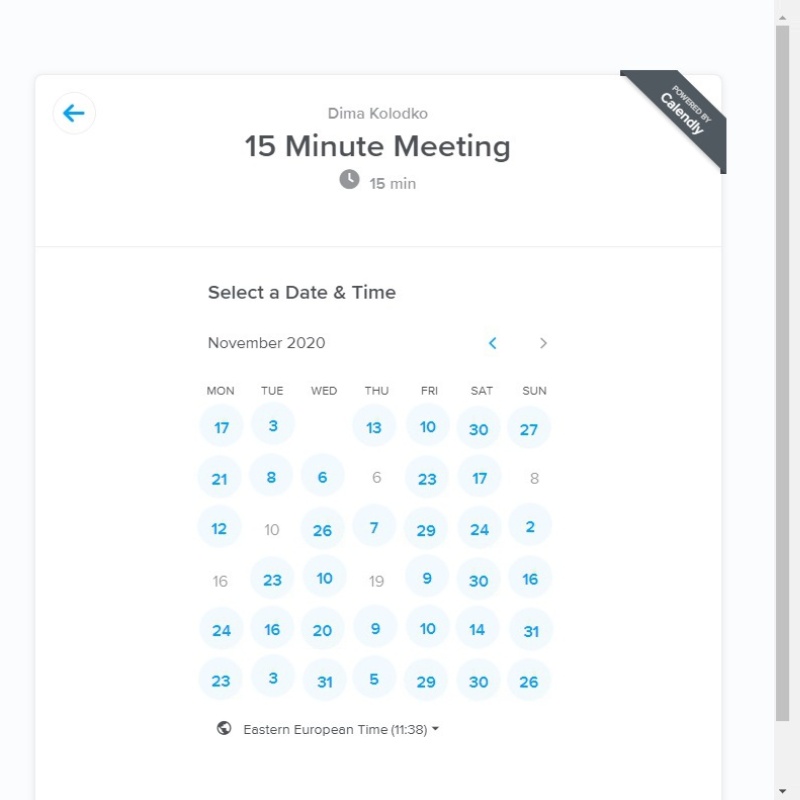 POWERED BY
Calendly
Dima Kolodko
15 Minute Meeting
15 min
Select a Date & Time
November 2020
MON TUE WED THU FRI SAT SUN
17 3 13 10 30 27
21 8 6 6 23 17 8
12 10 26 7 29 24 2
16 23 10 19 9 30 16
24 16 20 9 10 14 31
23 3 31 5 29 30 26
Eastern European Time (11:38)